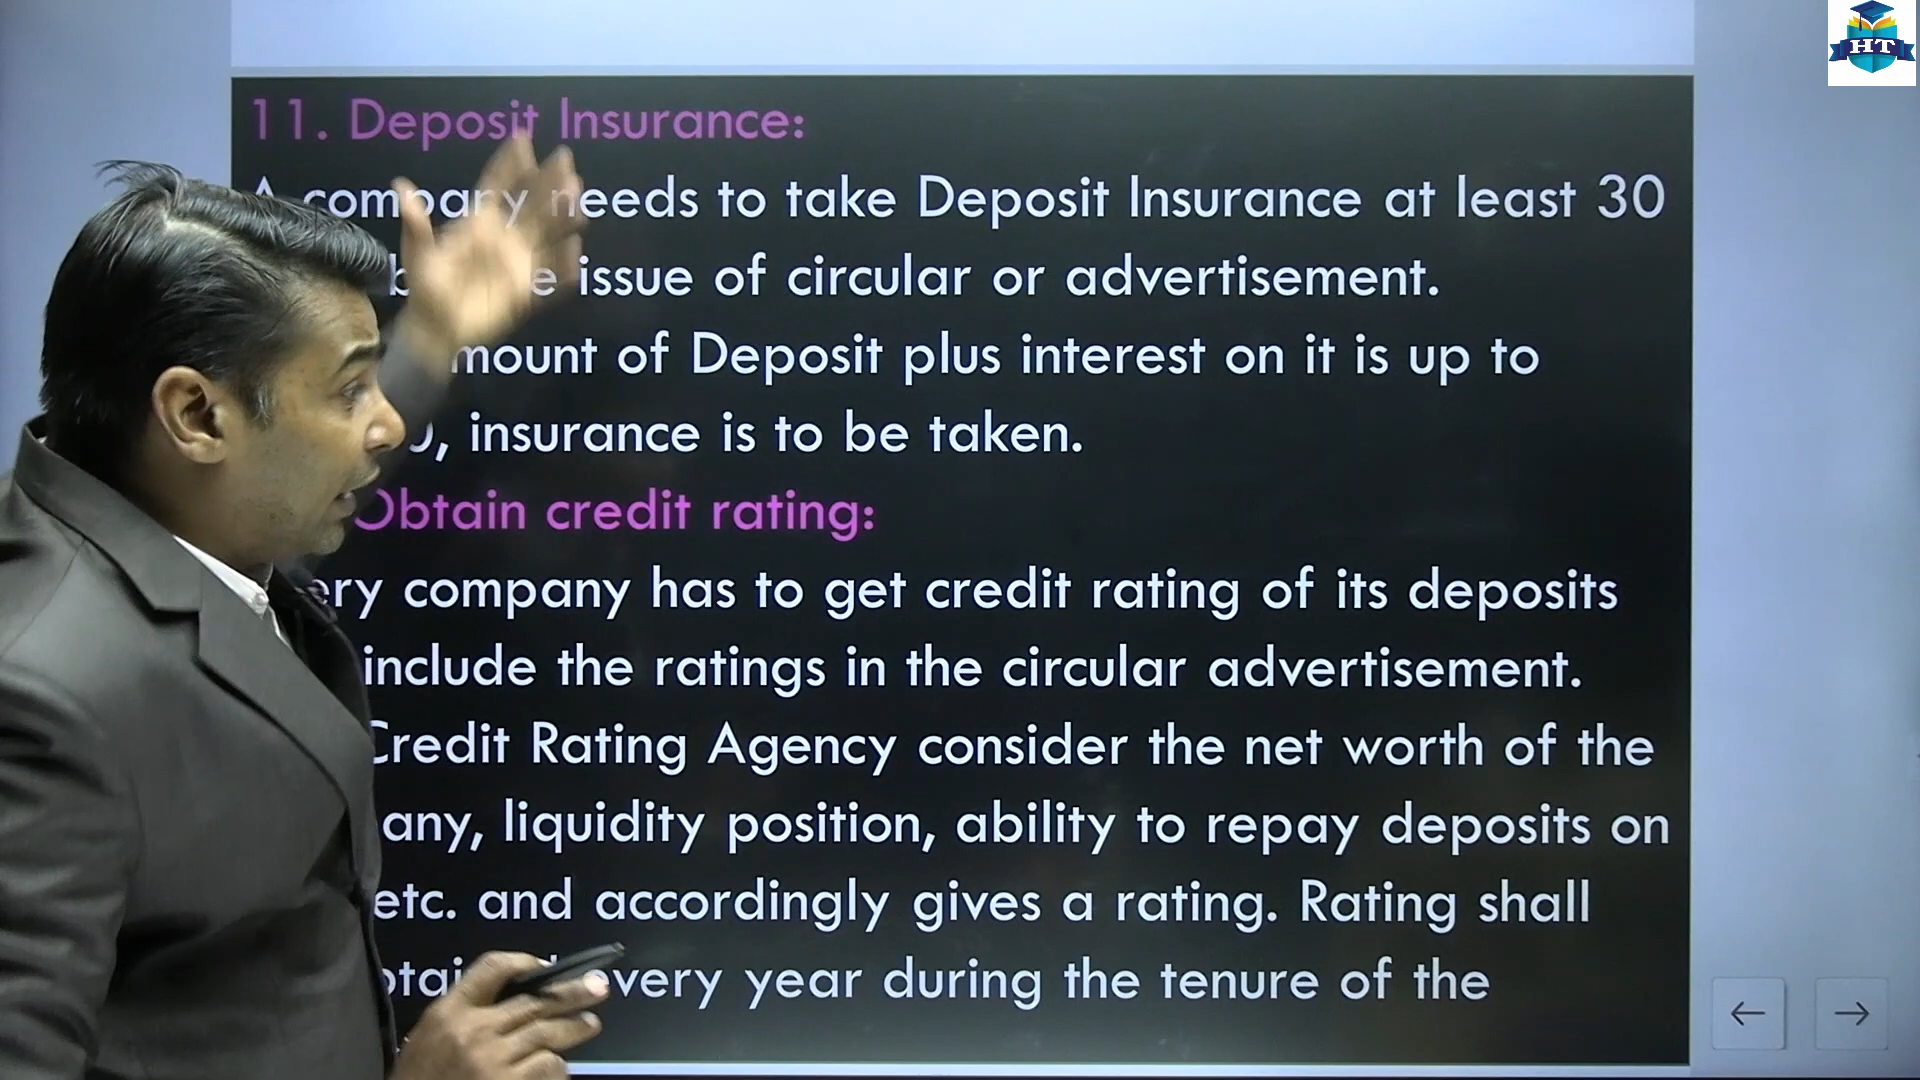 HT
11. Deposit Insurance:
company needs to take Deposit Insurance at least 30
issue of circular or advertisement.
of Deposit plus interest on it is up to
insurance is to be taken.
Obtain credit rating:
company has to get credit rating of its deposits
include the ratings in the circular advertisement.
Credit Rating Agency consider the net worth of the
liquidity position, ability to repay deposits on
etc. and accordingly gives a rating. Rating shall
every year during the tenure of the